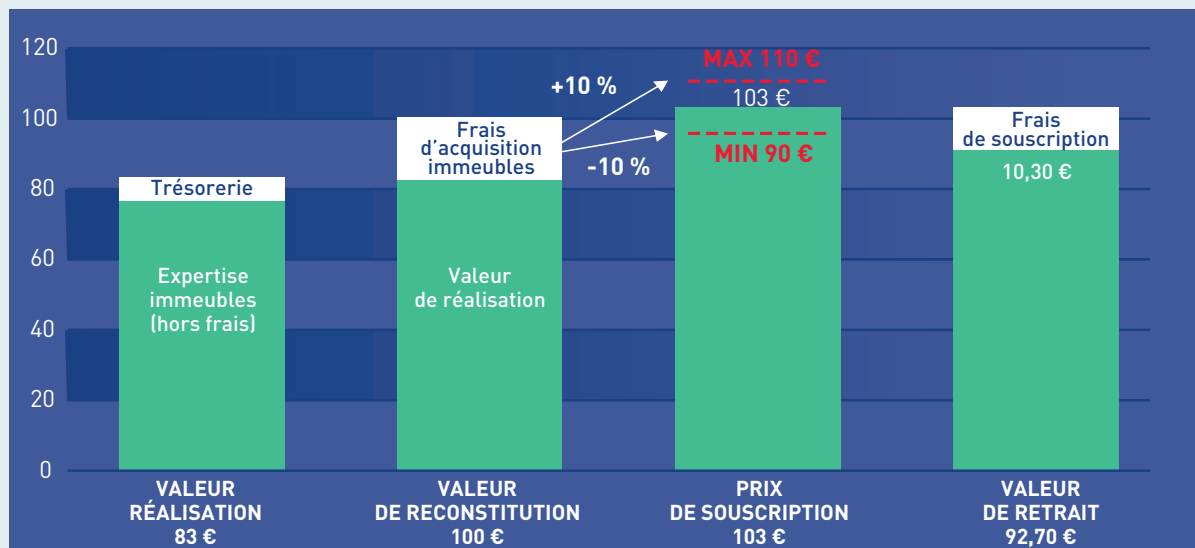 120
100
80
60
40
20
0
Trésorerie
Expertise
immeubles
(hors frais)
Frais
d'acquisition
immeubles
Valeur
de réalisation
+10 %
-10 %
MAX 110 €
103 €
MIN 90 €
Frais
de souscription
10,30 €
VALEUR
RÉALISATION
83 €
VALEUR
DE RECONSTITUTION
100 €
PRIX
DE SOUSCRIPTION
103 €
VALEUR
DE RETRAIT
92,70 €